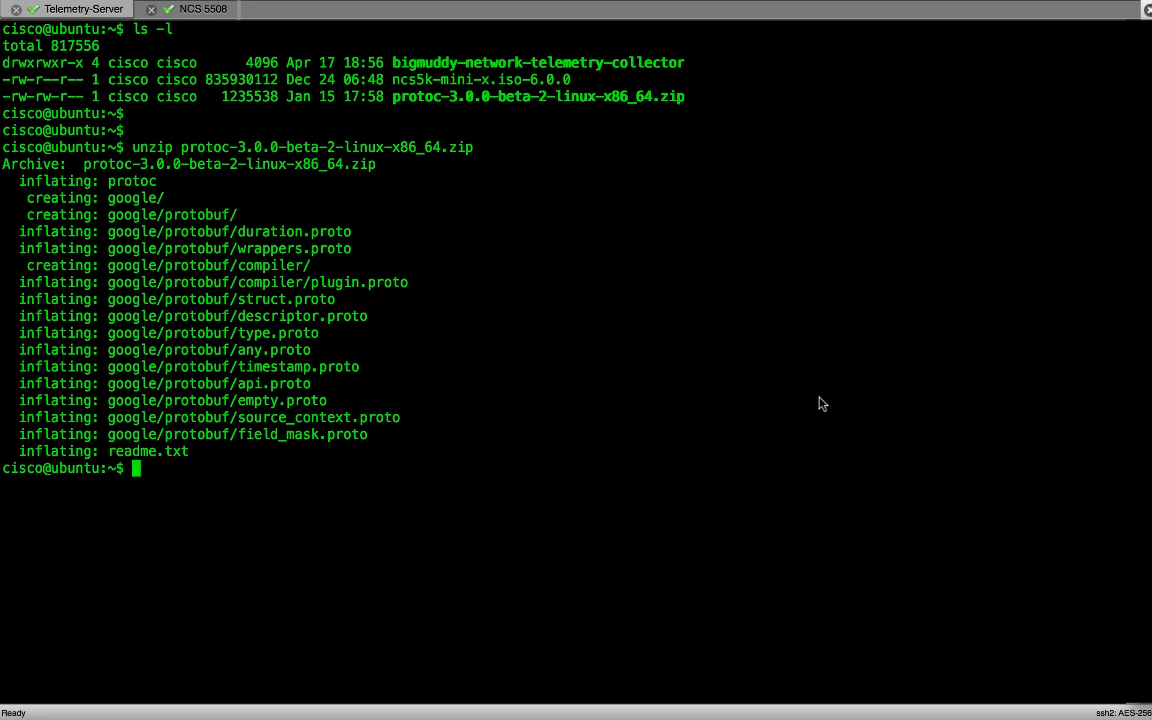 Telemetry-Server NCS 5508
cisco@ubuntu:~$ ls -l
total 817556
drwxrwxr-x 4 cisco cisco      4096 Apr 17 18:56 bigmuddy-network-telemetry-collector
-rw-r--r-- 1 cisco cisco 835930112 Dec 24 06:48 ncs5k-mini-x.iso-6.0.0
-rw-rw-r-- 1 cisco cisco   1235538 Jan 15 17:58 protoc-3.0.0-beta-2-linux-x86_64.zip
cisco@ubuntu:~$
cisco@ubuntu:~$
cisco@ubuntu:~$ unzip protoc-3.0.0-beta-2-linux-x86_64.zip
Archive:  protoc-3.0.0-beta-2-linux-x86_64.zip
  inflating: protoc
   creating: google/
   creating: google/protobuf/
  inflating: google/protobuf/duration.proto
  inflating: google/protobuf/wrappers.proto
   creating: google/protobuf/compiler/
  inflating: google/protobuf/compiler/plugin.proto
  inflating: google/protobuf/struct.proto
  inflating: google/protobuf/descriptor.proto
  inflating: google/protobuf/type.proto
  inflating: google/protobuf/any.proto
  inflating: google/protobuf/timestamp.proto
  inflating: google/protobuf/api.proto
  inflating: google/protobuf/empty.proto
  inflating: google/protobuf/source_context.proto
  inflating: google/protobuf/field_mask.proto
  inflating: readme.txt
cisco@ubuntu:~$
Ready ssh2: AES-256